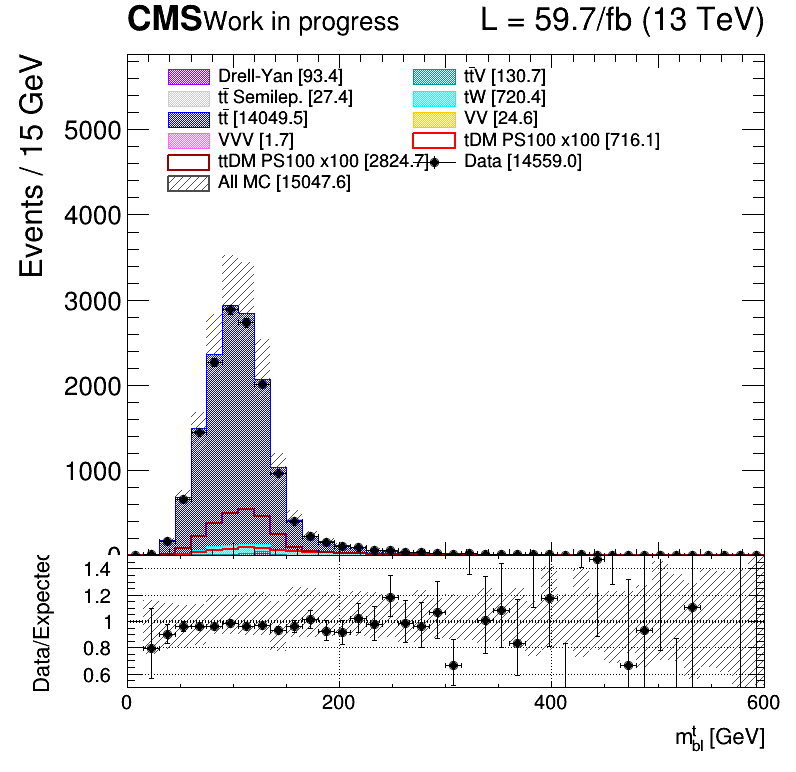 CMS Work in progress L = 59.7/fb (13 TeV)
Events / 15 GeV
Drell-Yan [93.4] tt̄V [130.7]
tt̄ Semilep. [27.4] tW [720.4]
tt̄ [14049.5] VV [24.6]
VVV [1.7] tDM PS100 x100 [716.1]
ttDM PS100 x100 [2824.7] Data [14559.0]
All MC [15047.6]
5000
4000
3000
2000
1000
0
Data/Expected
1.4
1.2
1
0.8
0.6
0 200 400 600
m^t_bl [GeV]